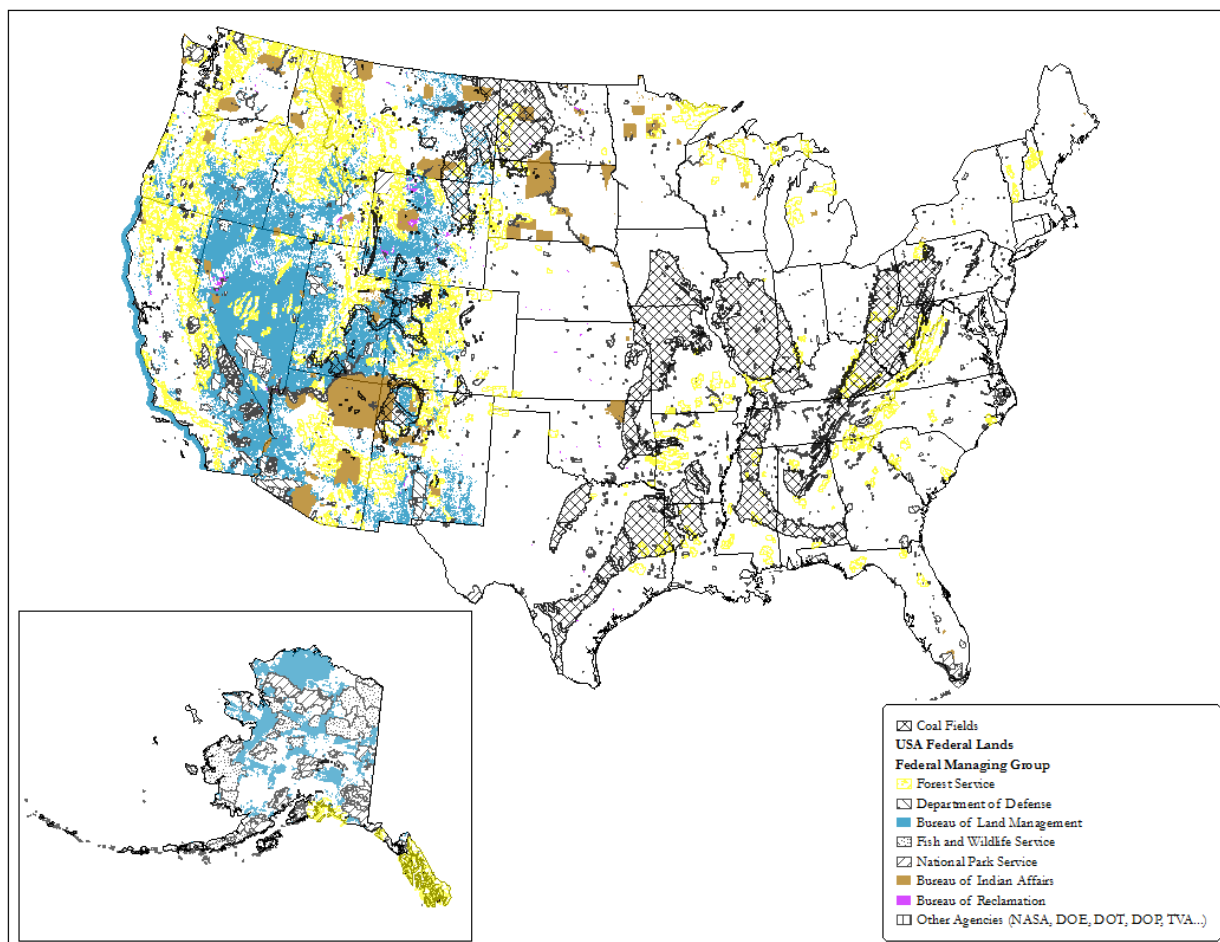 Coal Fields
USA Federal Lands
Federal Managing Group
Forest Service
Department of Defense
Bureau of Land Management
Fish and Wildlife Service
National Park Service
Bureau of Indian Affairs
Bureau of Reclamation
Other Agencies (NASA, DOE, DOT, DOP, TVA...)